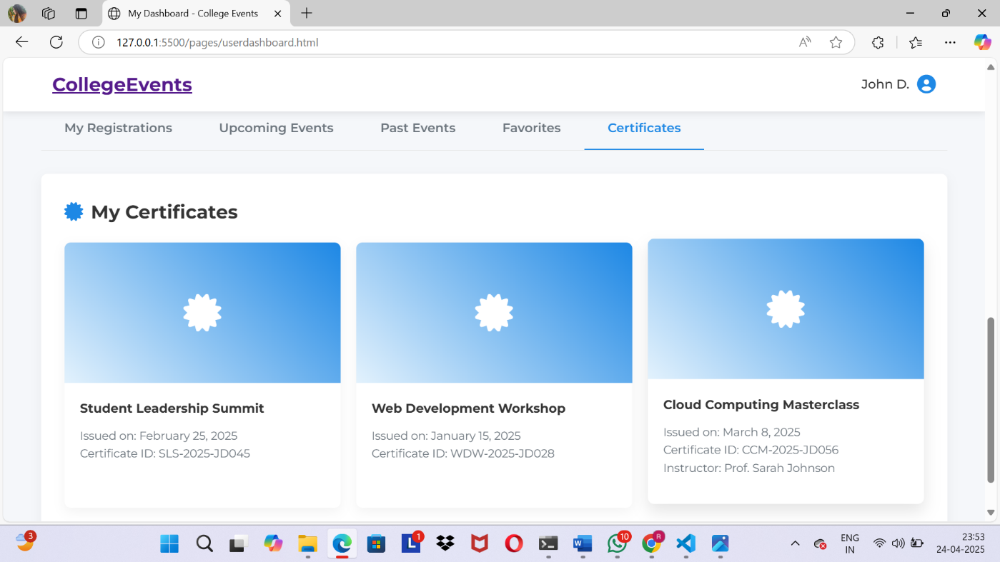 My Dashboard - College Events
127.0.0.1:5500/pages/userdashboard.html
CollegeEvents
John D.
My Registrations
Upcoming Events
Past Events
Favorites
Certificates
My Certificates
Student Leadership Summit
Issued on: February 25, 2025
Certificate ID: SLS-2025-JD045
Web Development Workshop
Issued on: January 15, 2025
Certificate ID: WDW-2025-JD028
Cloud Computing Masterclass
Issued on: March 8, 2025
Certificate ID: CCM-2025-JD056
Instructor: Prof. Sarah Johnson
3
L
1
W
10
R
ENG
IN
23:53
24-04-2025